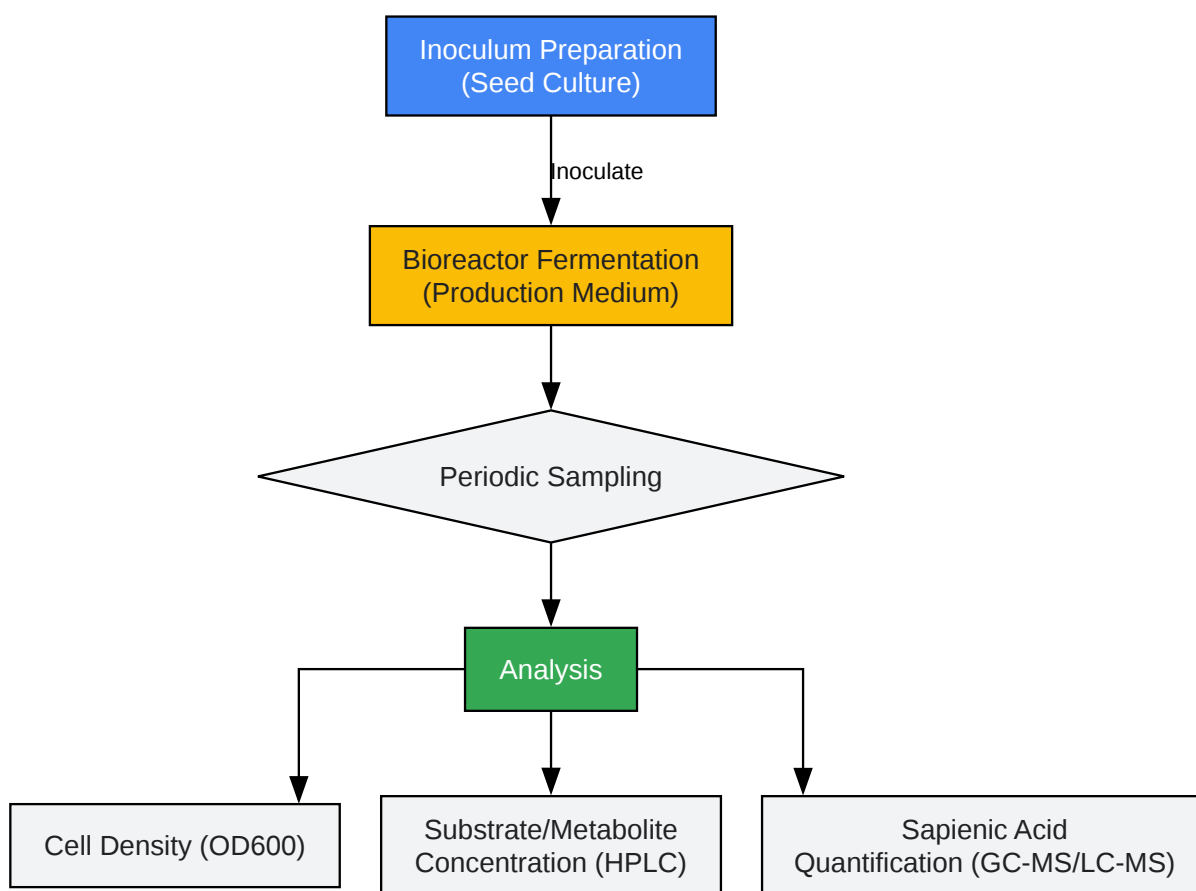 Inoculum Preparation
(Seed Culture)
Inoculate
Bioreactor Fermentation
(Production Medium)
Periodic Sampling
Analysis
Cell Density (OD600)
Substrate/Metabolite
Concentration (HPLC)
Sapienic Acid
Quantification (GC-MS/LC-MS)